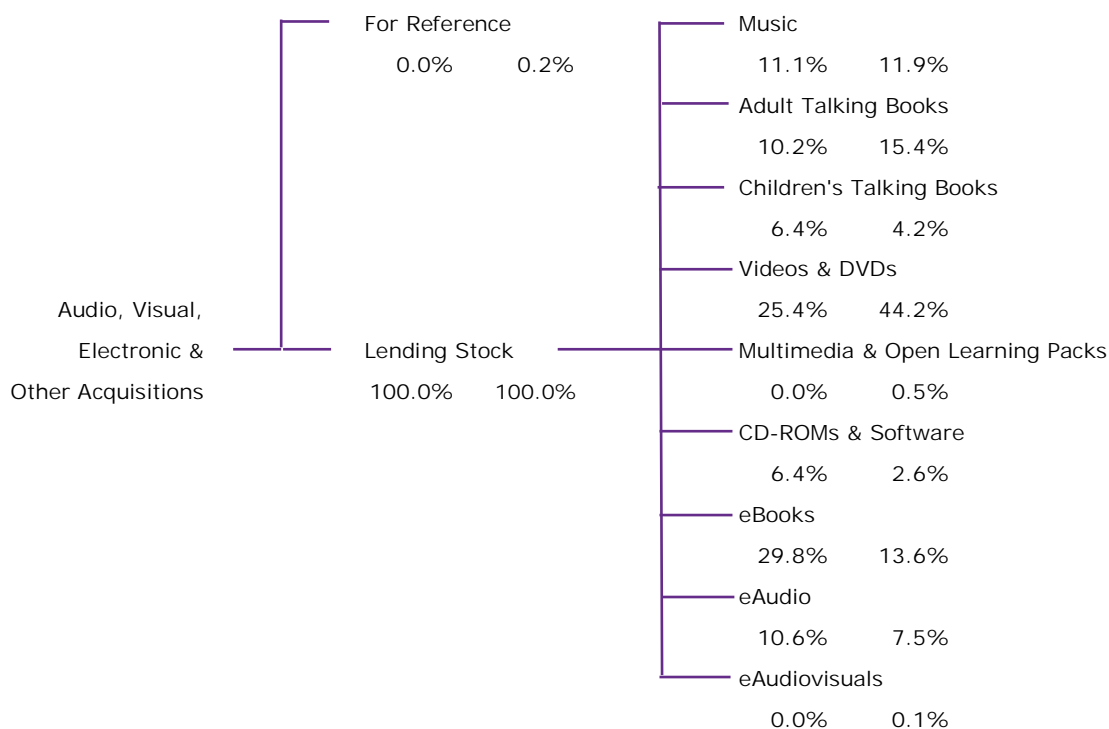 For Reference
0.0% 0.2%
Audio, Visual,
Electronic &
Other Acquisitions
Lending Stock
100.0% 100.0%
Music
11.1% 11.9%
Adult Talking Books
10.2% 15.4%
Children's Talking Books
6.4% 4.2%
Videos & DVDs
25.4% 44.2%
Multimedia & Open Learning Packs
0.0% 0.5%
CD-ROMs & Software
6.4% 2.6%
eBooks
29.8% 13.6%
eAudio
10.6% 7.5%
eAudiovisuals
0.0% 0.1%